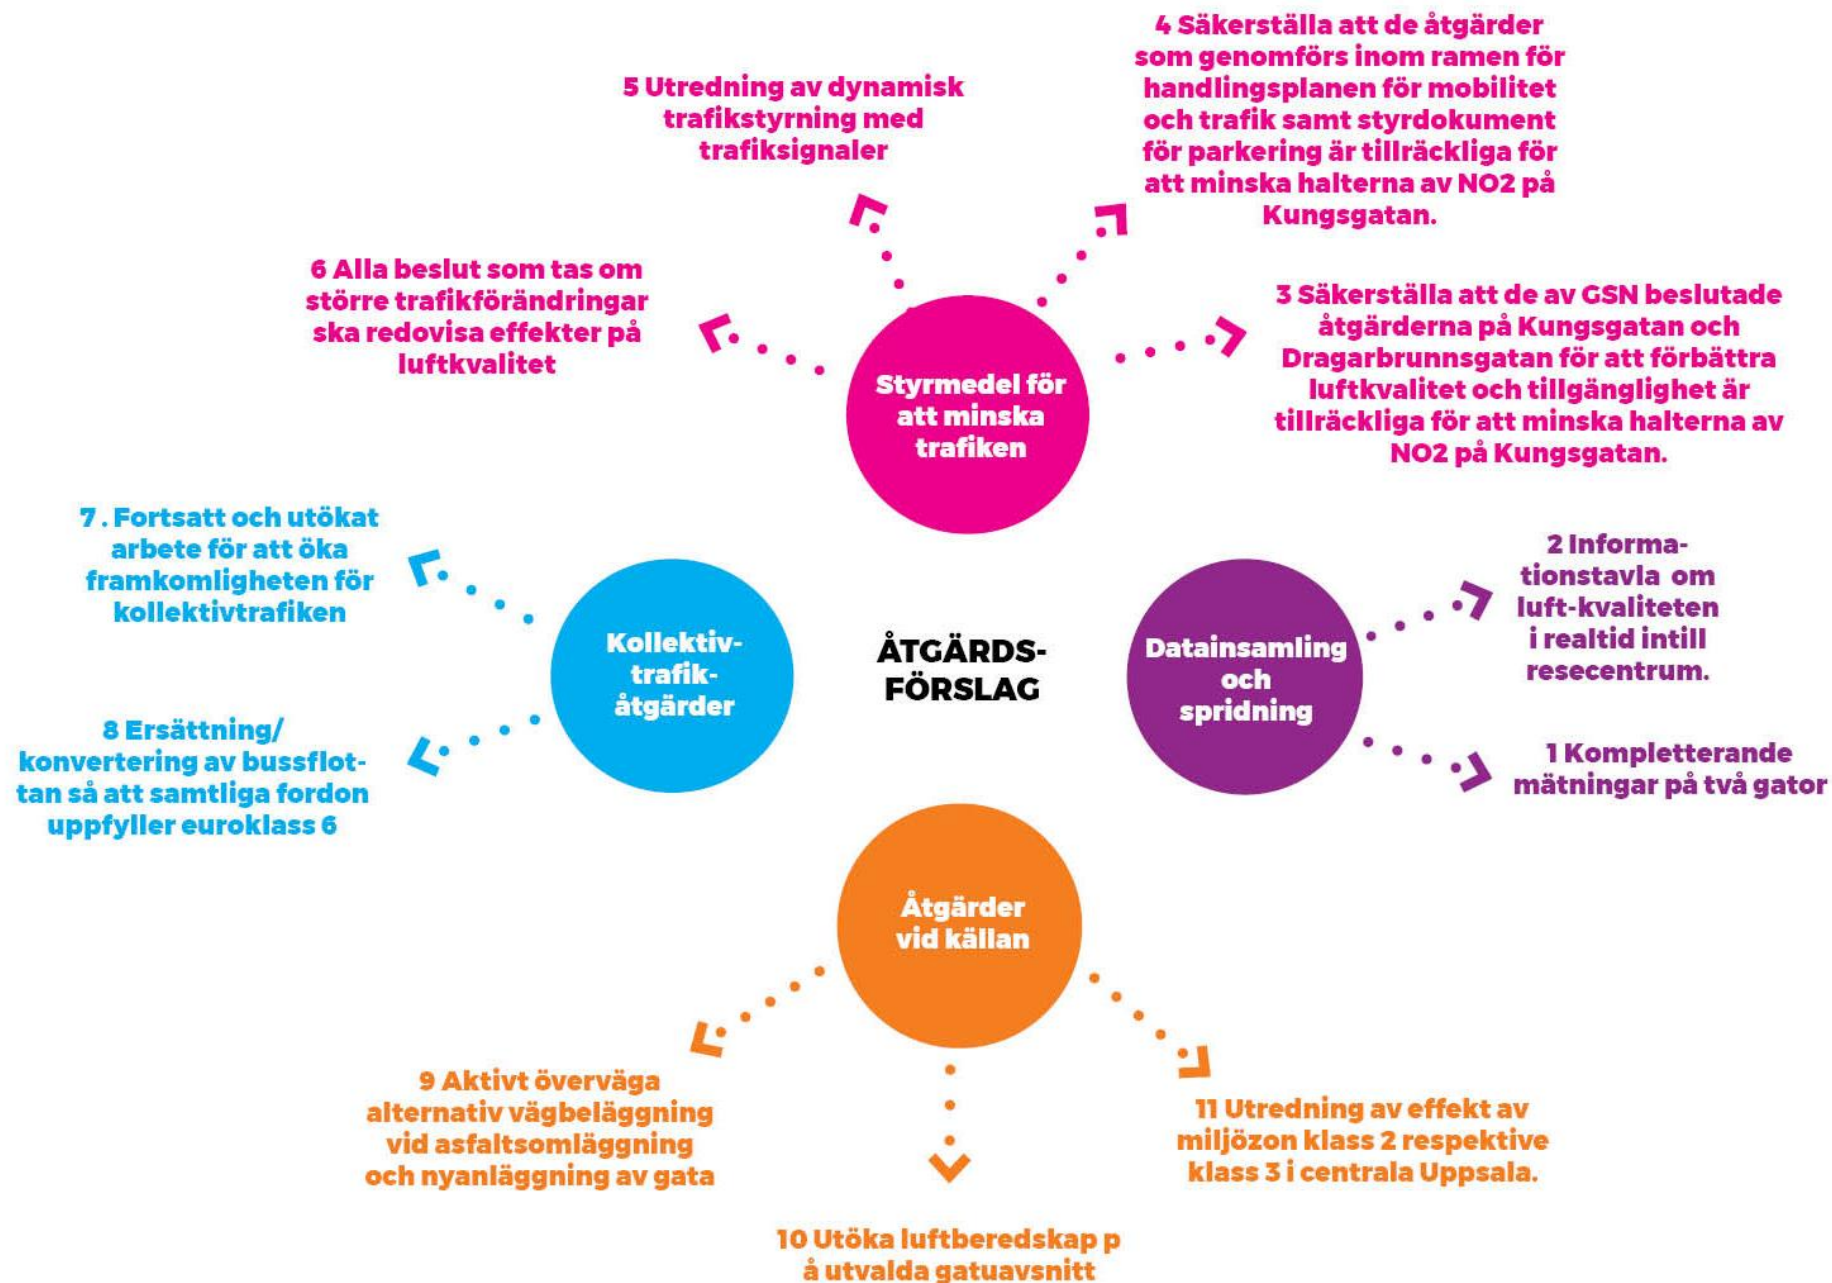 4 Säkerställa att de åtgärder
som genomförs inom ramen för
handlingsplanen för mobilitet
och trafik samt styrdokument
för parkering är tillräckliga för
att minska halterna av NO2 på
Kungsgatan.
5 Utredning av dynamisk
trafikstyrning med
trafiksignaler
6 Alla beslut som tas om
större trafikförändringar
ska redovisa effekter på
luftkvalitet
3 Säkerställa att de av GSN beslutade
åtgärderna på Kungsgatan och
Dragarbrunnsgatan för att förbättra
luftkvalitet och tillgänglighet är
tillräckliga för att minska halterna av
NO2 på Kungsgatan.
Styrmedel för
att minska
trafiken
7 . Fortsatt och utökat
arbete för att öka
framkomligheten för
kollektivtrafiken
8 Ersättning/
konvertering av bussflot-
tan så att samtliga fordon
uppfyller euroklass 6
Kollektiv-
trafik-
åtgärder
ÅTGÄRDS-
FÖRSLAG
Datainsamling
och
spridning
2 Informa-
tionstavla  om
luft-kvaliteten
i realtid intill
resecentrum.
1 Kompletterande
mätningar på två gator
Åtgärder
vid källan
9 Aktivt överväga
alternativ vägbeläggning
vid asfaltsomläggning
och nyanläggning av gata
10 Utöka luftberedskap p
å utvalda gatuavsnitt
11 Utredning av effekt av
miljözon klass 2 respektive
klass 3 i centrala Uppsala.